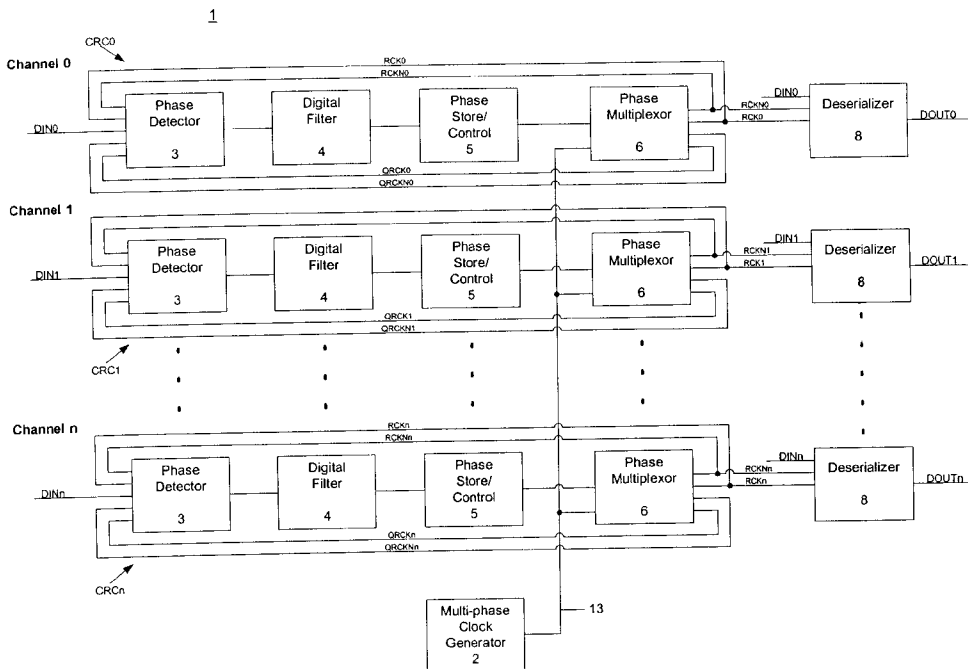 1
CRC0
Channel 0
RCK0
RCKN0
DIN0
Phase
Detector
3
Digital
Filter
4
Phase
Store/
Control
5
Phase
Multiplexor
6
RCKN0
RCK0
DIN0
Deserializer
8
DOUT0
QRCK0
QRCKN0
Channel 1
DIN1
Phase
Detector
3
Digital
Filter
4
Phase
Store/
Control
5
Phase
Multiplexor
6
RCKN1
RCK1
DIN1
Deserializer
8
DOUT1
QRCK1
QRCKN1
CRC1
Channel n
RCKn
RCKNn
DINn
Phase
Detector
3
Digital
Filter
4
Phase
Store/
Control
5
Phase
Multiplexor
6
RCKNn
RCKn
DINn
Deserializer
8
DOUTn
QRCKn
QRCKNn
CRCn
Multi-phase
Clock
Generator
2
13